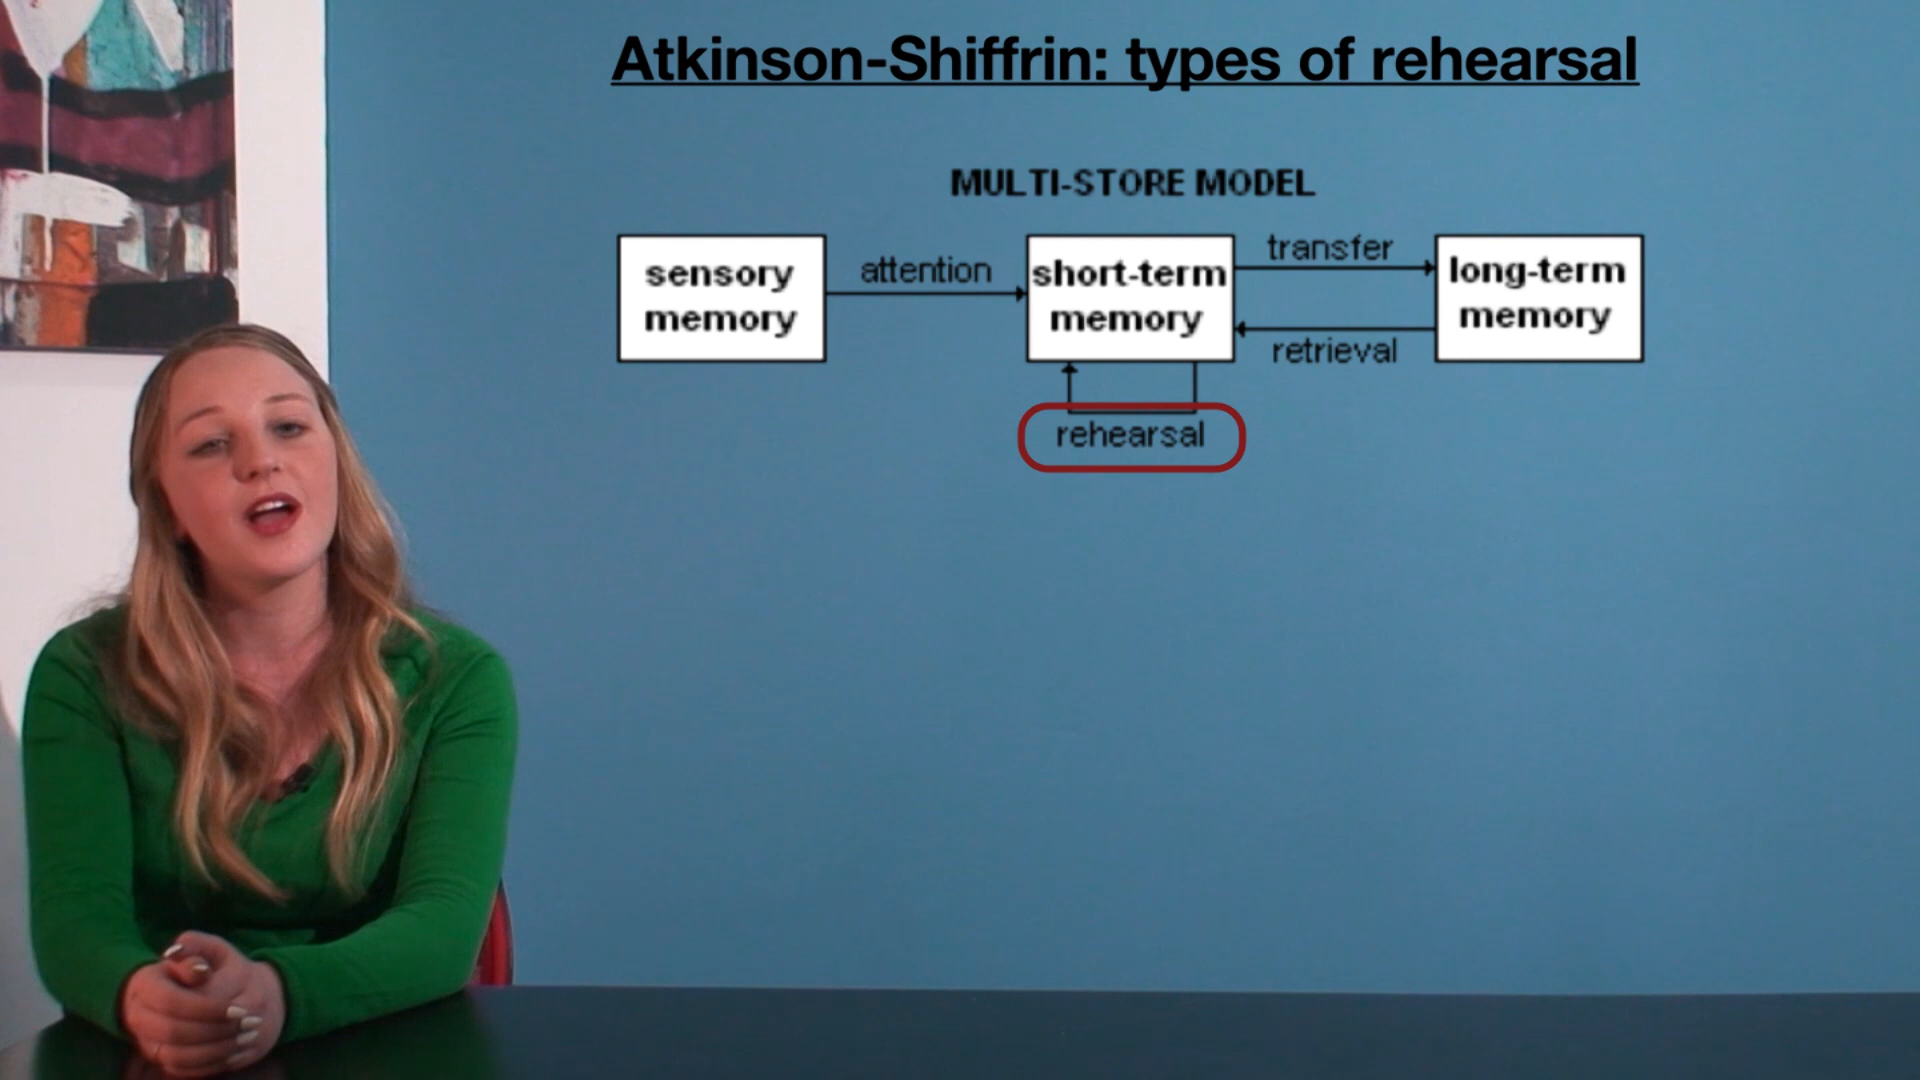 Atkinson-Shiffrin: types of rehearsal
MULTI-STORE MODEL
sensory
memory
attention
short-term
memory
transfer
retrieval
long-term
memory
rehearsal